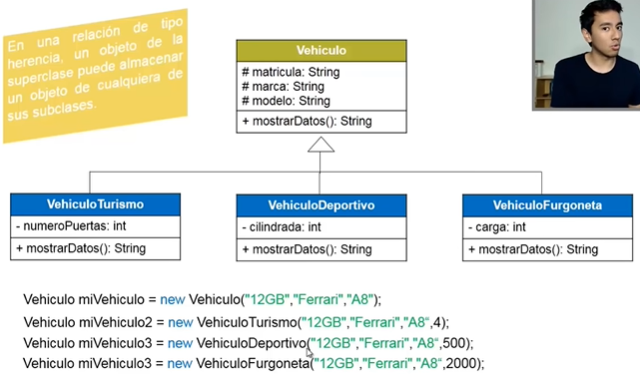 En una relación de tipo
herencia, un objeto de la
superclase puede almacenar
un objeto de cualquiera de
sus subclases.
Vehiculo
# matricula: String
# marca: String
# modelo: String
+ mostrarDatos(): String
VehiculoTurismo
- numeroPuertas: int
+ mostrarDatos(): String
VehiculoDeportivo
- cilindrada: int
+ mostrarDatos(): String
VehiculoFurgoneta
- carga: int
+ mostrarDatos(): String
Vehiculo miVehiculo = new Vehiculo("12GB","Ferrari","A8");
Vehiculo miVehiculo2 = new VehiculoTurismo("12GB","Ferrari","A8",4);
Vehiculo miVehiculo3 = new VehiculoDeportivo("12GB","Ferrari","A8",500);
Vehiculo miVehiculo3 = new VehiculoFurgoneta("12GB","Ferrari","A8",2000);